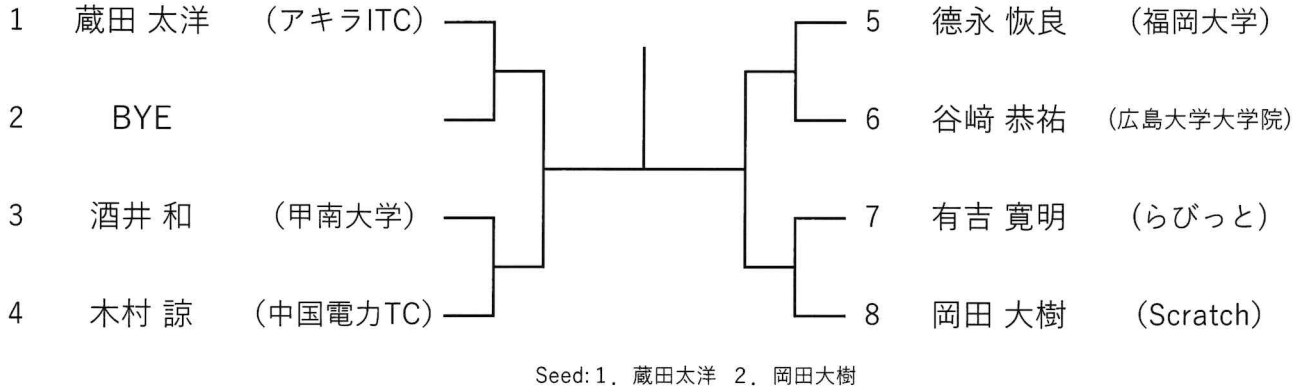 1 蔵田 太洋 (アキラITC) 5 德永 恢良 (福岡大学)
2 BYE 6 谷﨑 恭祐 (広島大学大学院)
3 酒井 和 (甲南大学) 7 有吉 寛明 (らびっと)
4 木村 諒 (中国電力TC) 8 岡田 大樹 (Scratch)
Seed: 1. 蔵田太洋 2. 岡田大樹